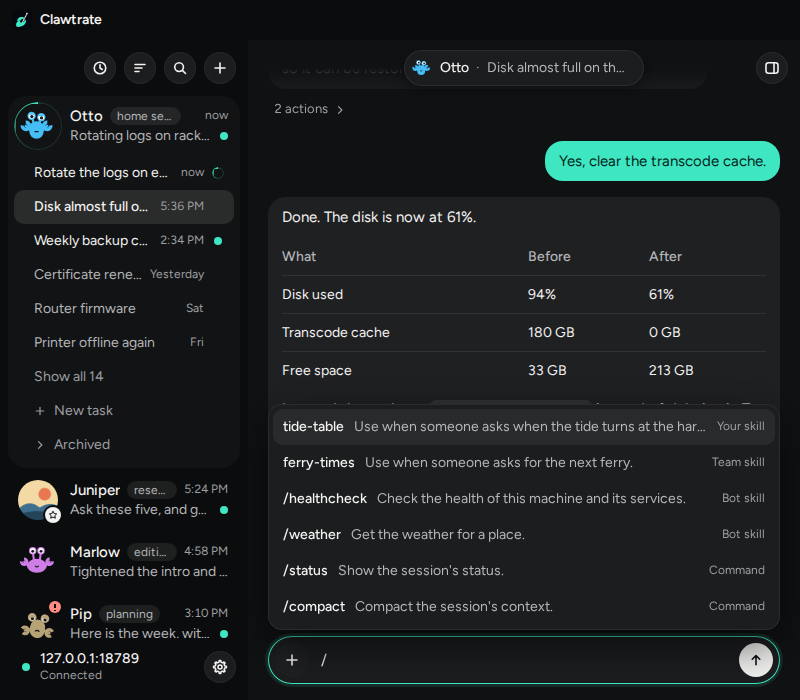 Clawtrate
Otto home se... now
Rotating logs on rack...
Rotate the logs on e... now
Disk almost full o... 5:36 PM
Weekly backup c... 2:34 PM
Certificate rene... Yesterday
Router firmware Sat
Printer offline again Fri
Show all 14
+ New task
Archived
Juniper rese... 5:24 PM
Ask these five, and g...
Marlow editi... 4:58 PM
Tightened the intro and ...
Pip planning 3:10 PM
Here is the week. wit...
127.0.0.1:18789
Connected
Otto · Disk almost full on th...
2 actions
Yes, clear the transcode cache.
Done. The disk is now at 61%.
What Before After
Disk used 94% 61%
Transcode cache 180 GB 0 GB
Free space 33 GB 213 GB
tide-table Use when someone asks when the tide turns at the har... Your skill
ferry-times Use when someone asks for the next ferry. Team skill
/healthcheck Check the health of this machine and its services. Bot skill
/weather Get the weather for a place. Bot skill
/status Show the session's status. Command
/compact Compact the session's context. Command
/